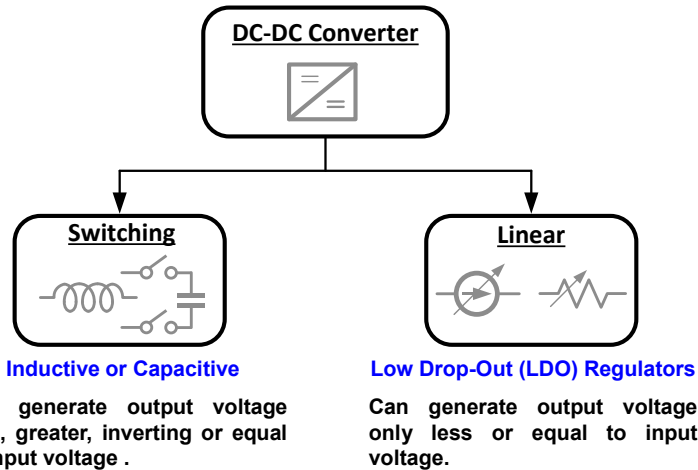 DC-DC Converter
Switching
Linear
Inductive or Capacitive
Low Drop-Out (LDO) Regulators
generate output voltage
, greater, inverting or equal
nput voltage .
Can generate output voltage
only less or equal to input
voltage.